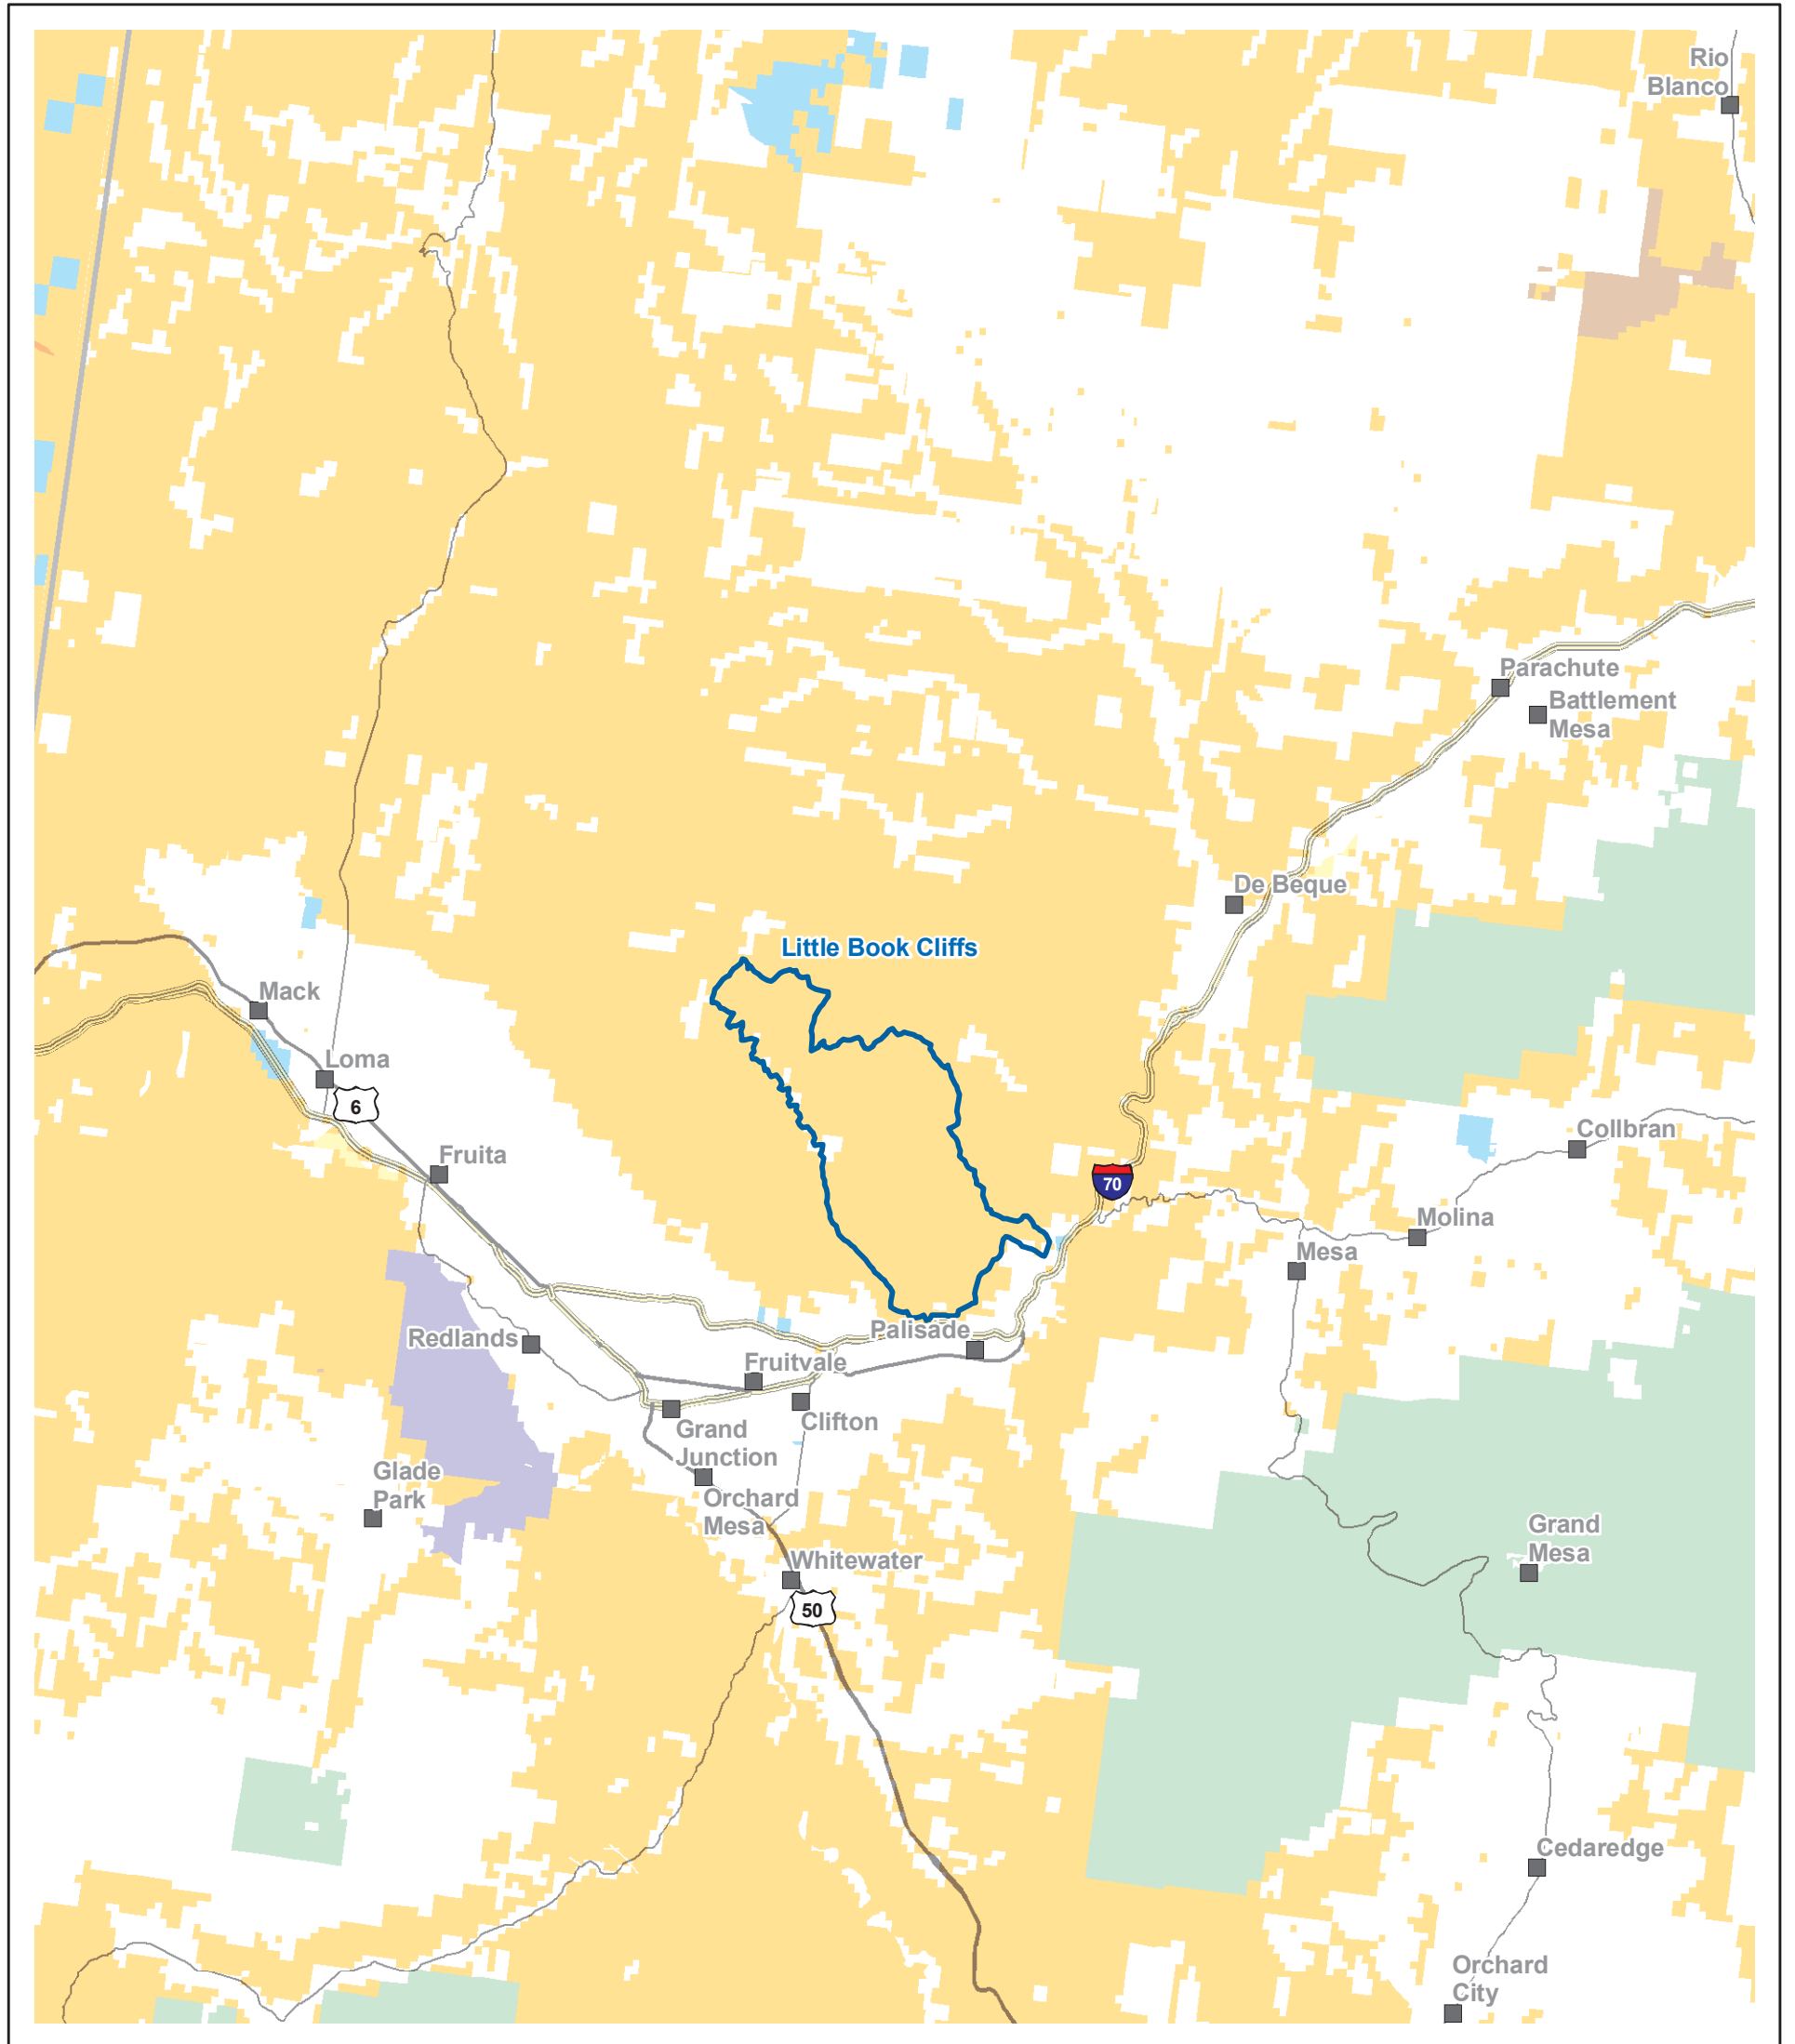 Rio
Blanco
Parachute
Battlement
Mesa
De Beque
Little Book Cliffs
Mack
Loma
6
Fruita
Collbran
70
Molina
Mesa
Redlands
Palisade
Fruitvale
Clifton
Grand
Junction
Glade
Park
Orchard
Mesa
Grand
Mesa
Whitewater
50
Cedaredge
Orchard
City